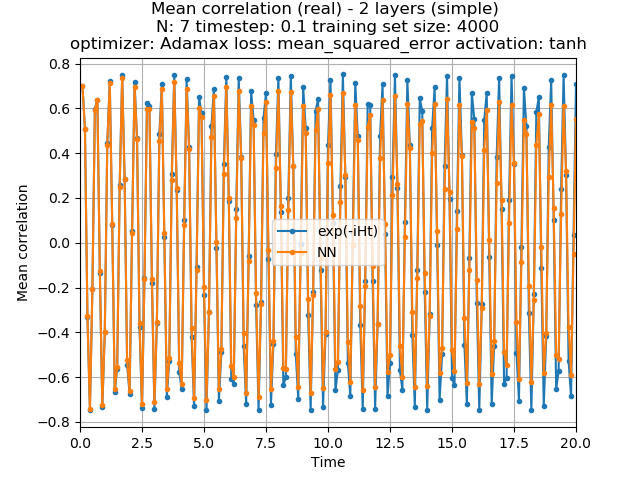 Mean correlation (real) - 2 layers (simple)
N: 7 timestep: 0.1 training set size: 4000
optimizer: Adamax loss: mean_squared_error activation: tanh
Mean correlation
0.8
0.6
0.4
0.2
0.0
−0.2
−0.4
−0.6
−0.8
exp(-iHt)
NN
0.0 2.5 5.0 7.5 10.0 12.5 15.0 17.5 20.0
Time